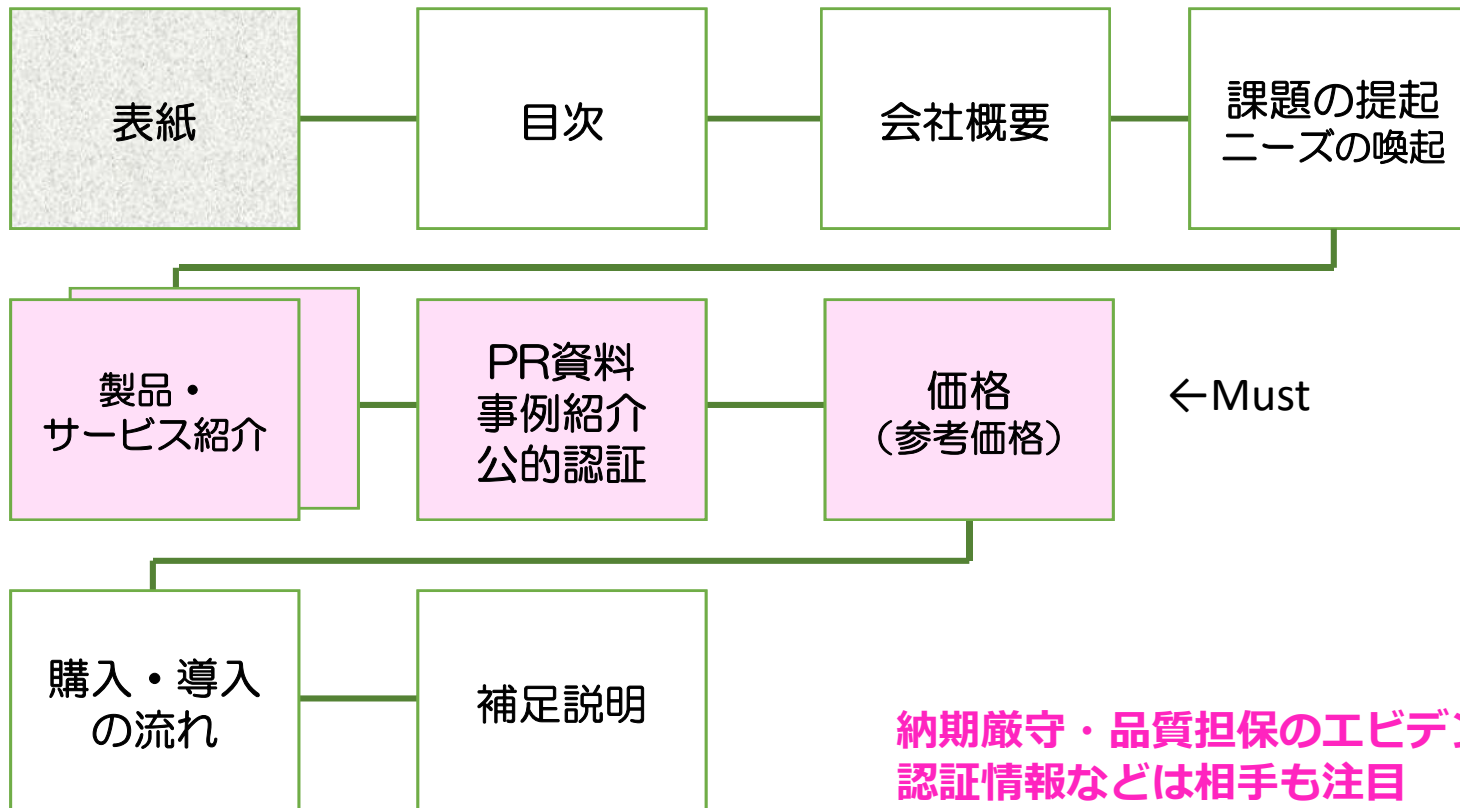 表紙
目次
会社概要
課題の提起
ニーズの喚起
製品・
サービス紹介
PR資料
事例紹介
公的認証
価格
（参考価格）
←Must
購入・導入
の流れ
補足説明
納期厳守・品質担保のエビデン
認証情報などは相手も注目